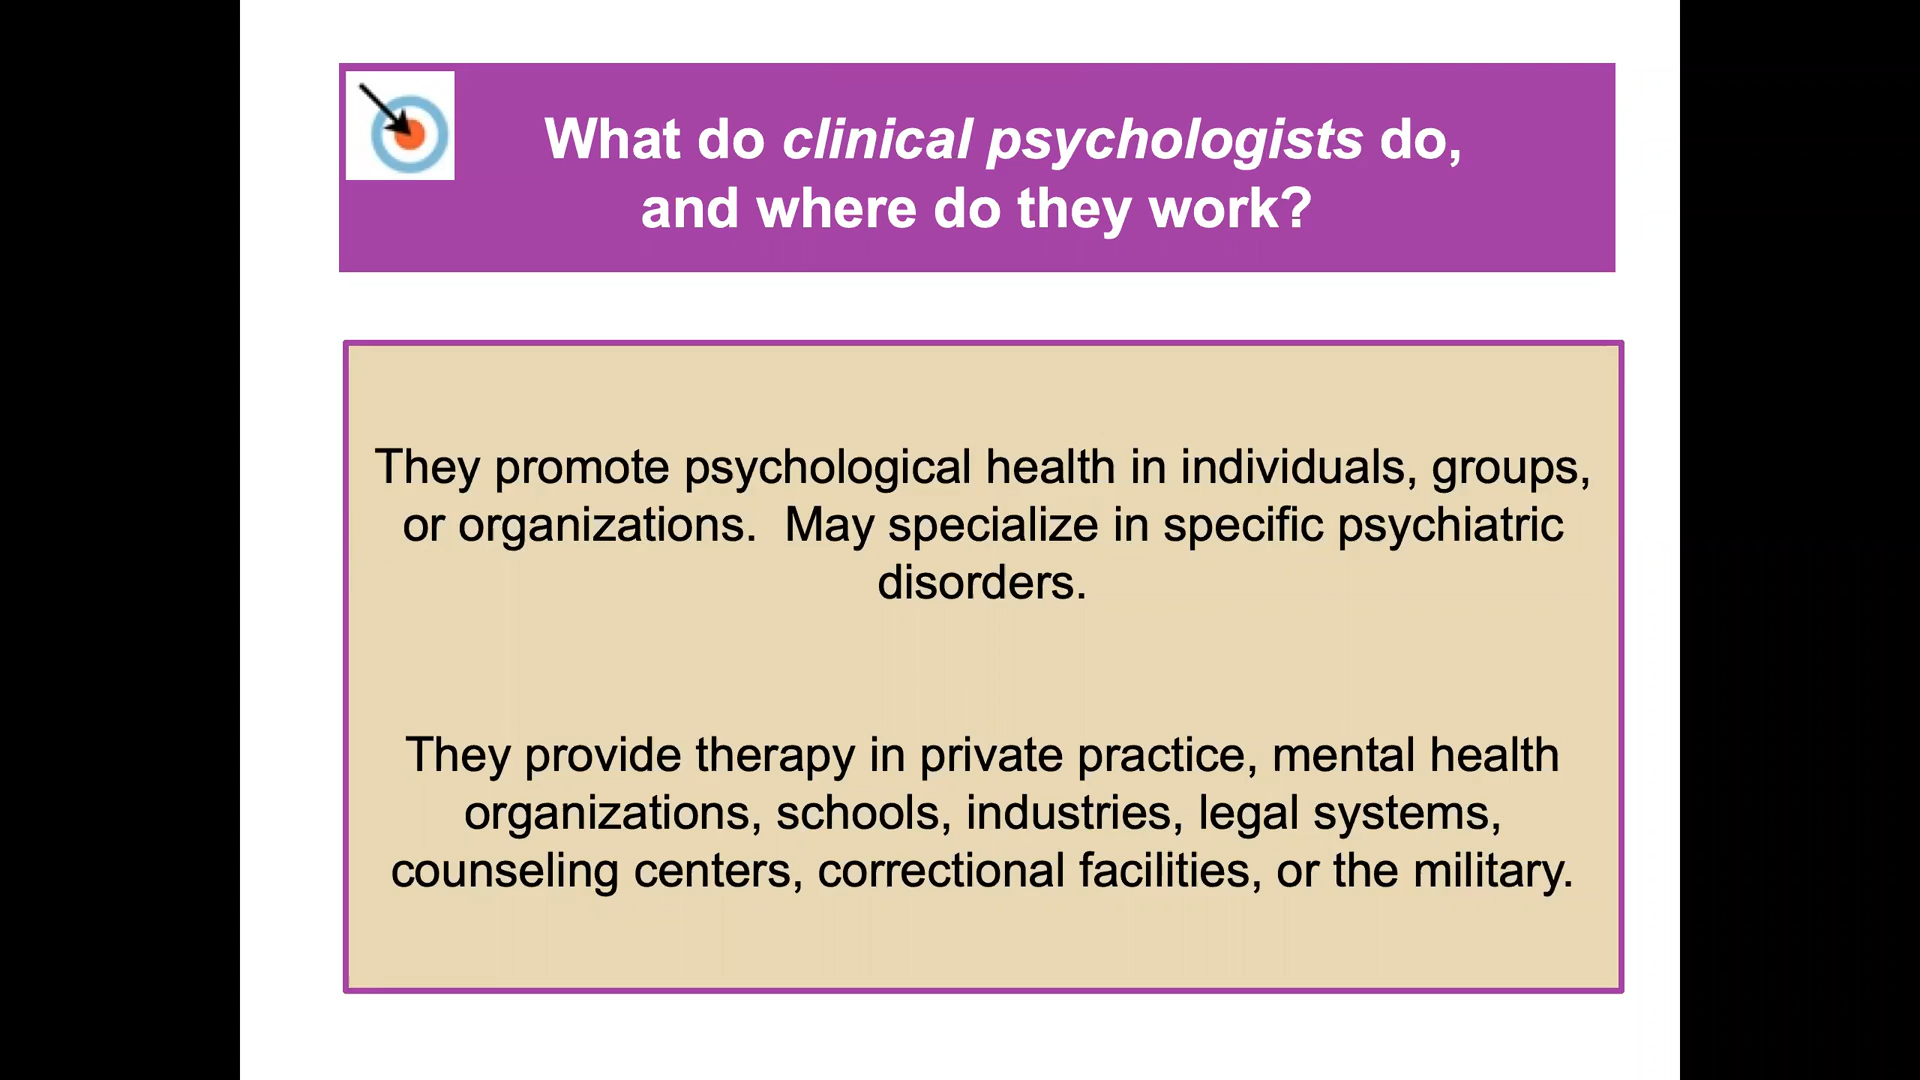 What do clinical psychologists do,
and where do they work?
They promote psychological health in individuals, groups,
or organizations.  May specialize in specific psychiatric
disorders.
They provide therapy in private practice, mental health
organizations, schools, industries, legal systems,
counseling centers, correctional facilities, or the military.